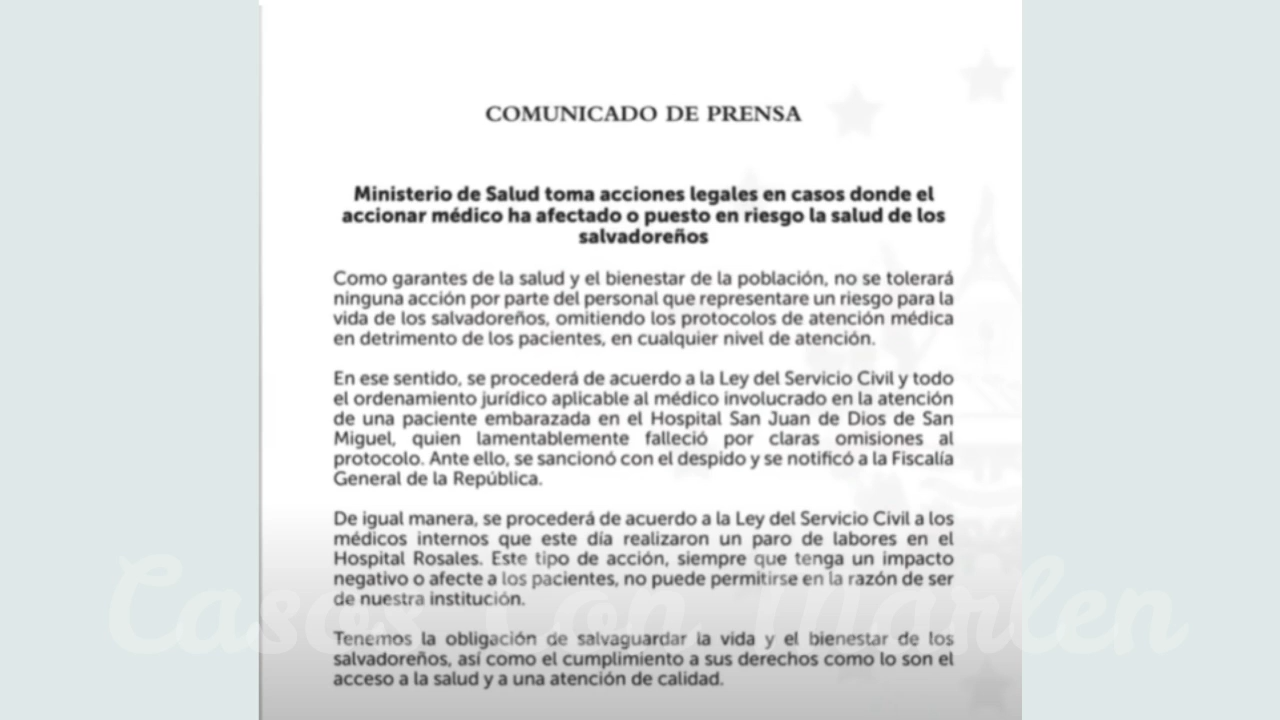 COMUNICADO DE PRENSA
Ministerio de Salud toma acciones legales en casos donde el
accionar médico ha afectado o puesto en riesgo la salud de los
salvadoreños
Como garantes de la salud y el bienestar de la población, no se tolerará
ninguna acción por parte del personal que representare un riesgo para la
vida de los salvadoreños, omitiendo los protocolos de atención médica
en detrimento de los pacientes, en cualquier nivel de atención.
En ese sentido, se procederá de acuerdo a la Ley del Servicio Civil y todo
el ordenamiento jurídico aplicable al médico involucrado en la atención
de una paciente embarazada en el Hospital San Juan de Dios de San
Miguel, quien lamentablemente falleció por claras omisiones al
protocolo. Ante ello, se sancionó con el despido y se notificó a la Fiscalía
General de la República.
De igual manera, se procederá de acuerdo a la Ley del Servicio Civil a los
médicos internos que este día realizaron un paro de labores en el
Hospital Rosales. Este tipo de acción, siempre que tenga un impacto
negativo o afecte a los pacientes, no puede permitirse en la razón de ser
de nuestra institución.
Casos Con Marlen
Tenemos la obligación de salvaguardar la vida y el bienestar de los
salvadoreños, así como el cumplimiento a sus derechos como lo son el
acceso a la salud y a una atención de calidad.